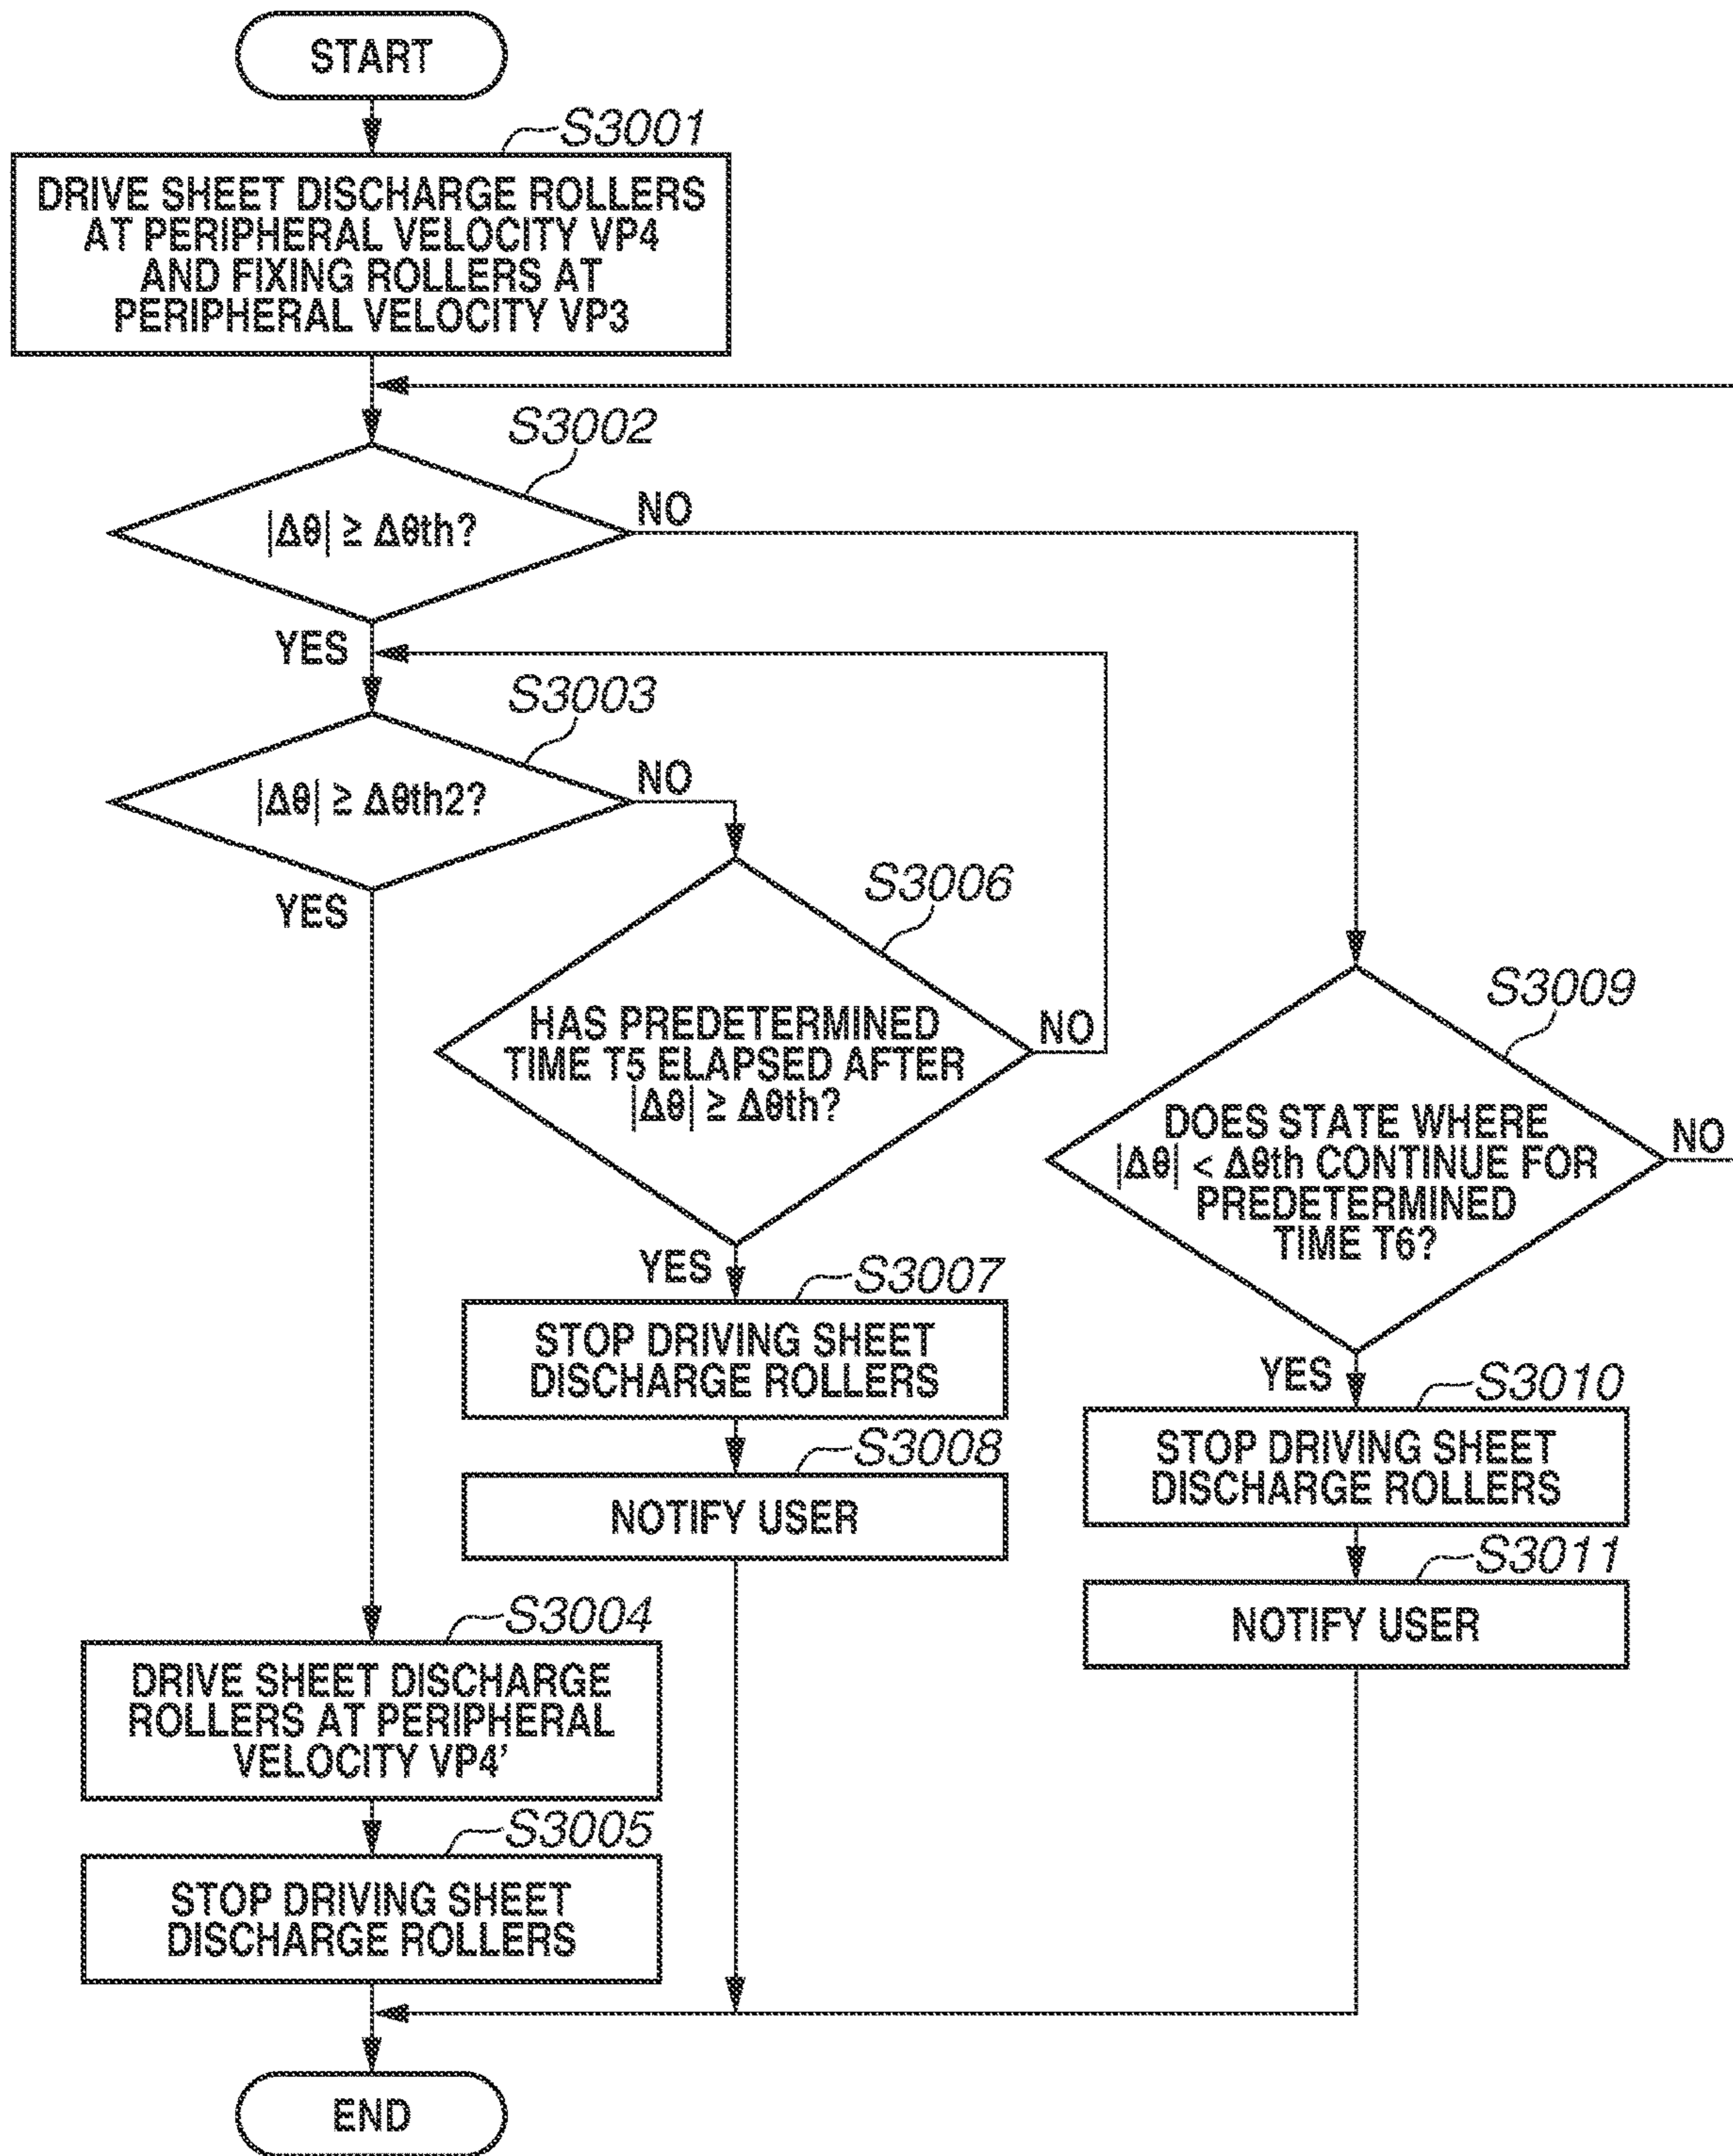 START
S3001
DRIVE SHEET DISCHARGE ROLLERS
AT PERIPHERAL VELOCITY VP4
AND FIXING ROLLERS AT
PERIPHERAL VELOCITY VP3
S3002
|Δθ| ≥ Δθth?
NO
YES
S3003
|Δθ| ≥ Δθth2?
NO
YES
S3006
HAS PREDETERMINED
TIME T5 ELAPSED AFTER
|Δθ| ≥ Δθth?
NO
YES
S3007
STOP DRIVING SHEET
DISCHARGE ROLLERS
S3008
NOTIFY USER
S3009
DOES STATE WHERE
|Δθ| < Δθth CONTINUE FOR
PREDETERMINED
TIME T6?
NO
YES
S3010
STOP DRIVING SHEET
DISCHARGE ROLLERS
S3011
NOTIFY USER
S3004
DRIVE SHEET DISCHARGE
ROLLERS AT PERIPHERAL
VELOCITY VP4'
S3005
STOP DRIVING SHEET
DISCHARGE ROLLERS
END